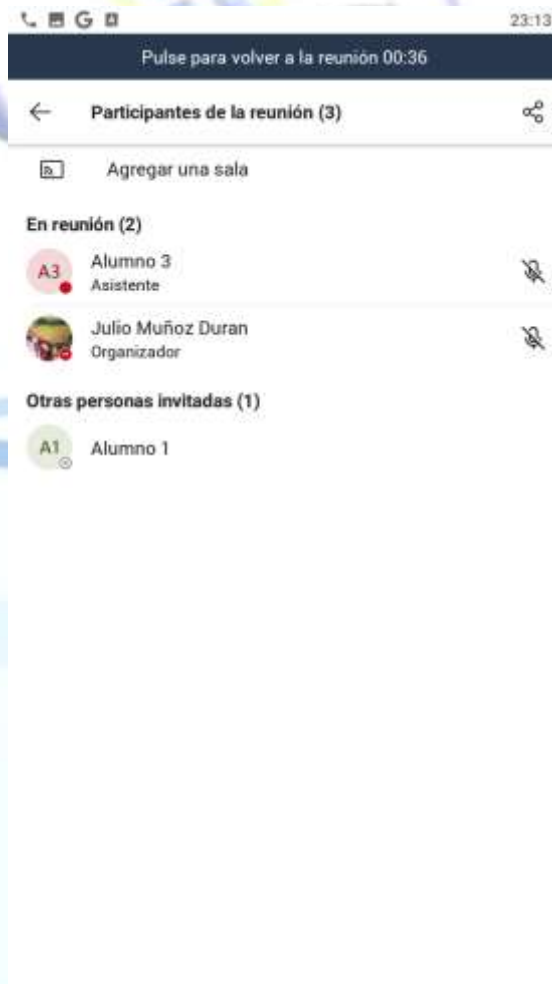 23:13
Pulse para volver a la reunión 00:36
Participantes de la reunión (3)
Agregar una sala
En reunión (2)
A3
Alumno 3
Asistente
Julio Muñoz Duran
Organizador
Otras personas invitadas (1)
A1
Alumno 1